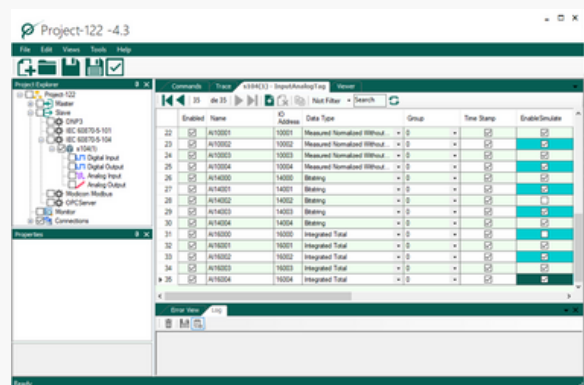 Project-122 -4.3
File Edit Views Tools Help
Project Explorer
Project-122
Master
Slave
DNP3
IEC 60870-5-101
IEC 60870-5-104
s104(1)
Digital Input
Digital Output
Analog Input
Analog Output
Modicon Modbus
OPCServer
Monitor
Connections
Properties
Commands Trace s104(1) - InputAnalogTag Viewer
35 de 35 Not Filter Search
Enabled Name IO Address Data Type Group Time Stamp EnableSimulate
22 AI10001 10001 Measured Normalized Without... 0
23 AI10002 10002 Measured Normalized Without... 0
24 AI10003 10003 Measured Normalized Without... 0
25 AI10004 10004 Measured Normalized Without... 0
26 AI14000 14000 Bitstring 0
27 AI14001 14001 Bitstring 0
28 AI14002 14002 Bitstring 0
29 AI14003 14003 Bitstring 0
30 AI14004 14004 Bitstring 0
31 AI16000 16000 Integrated Total 0
32 AI16001 16001 Integrated Total 0
33 AI16002 16002 Integrated Total 0
34 AI16003 16003 Integrated Total 0
35 AI16004 16004 Integrated Total 0
Error View Log
Ready